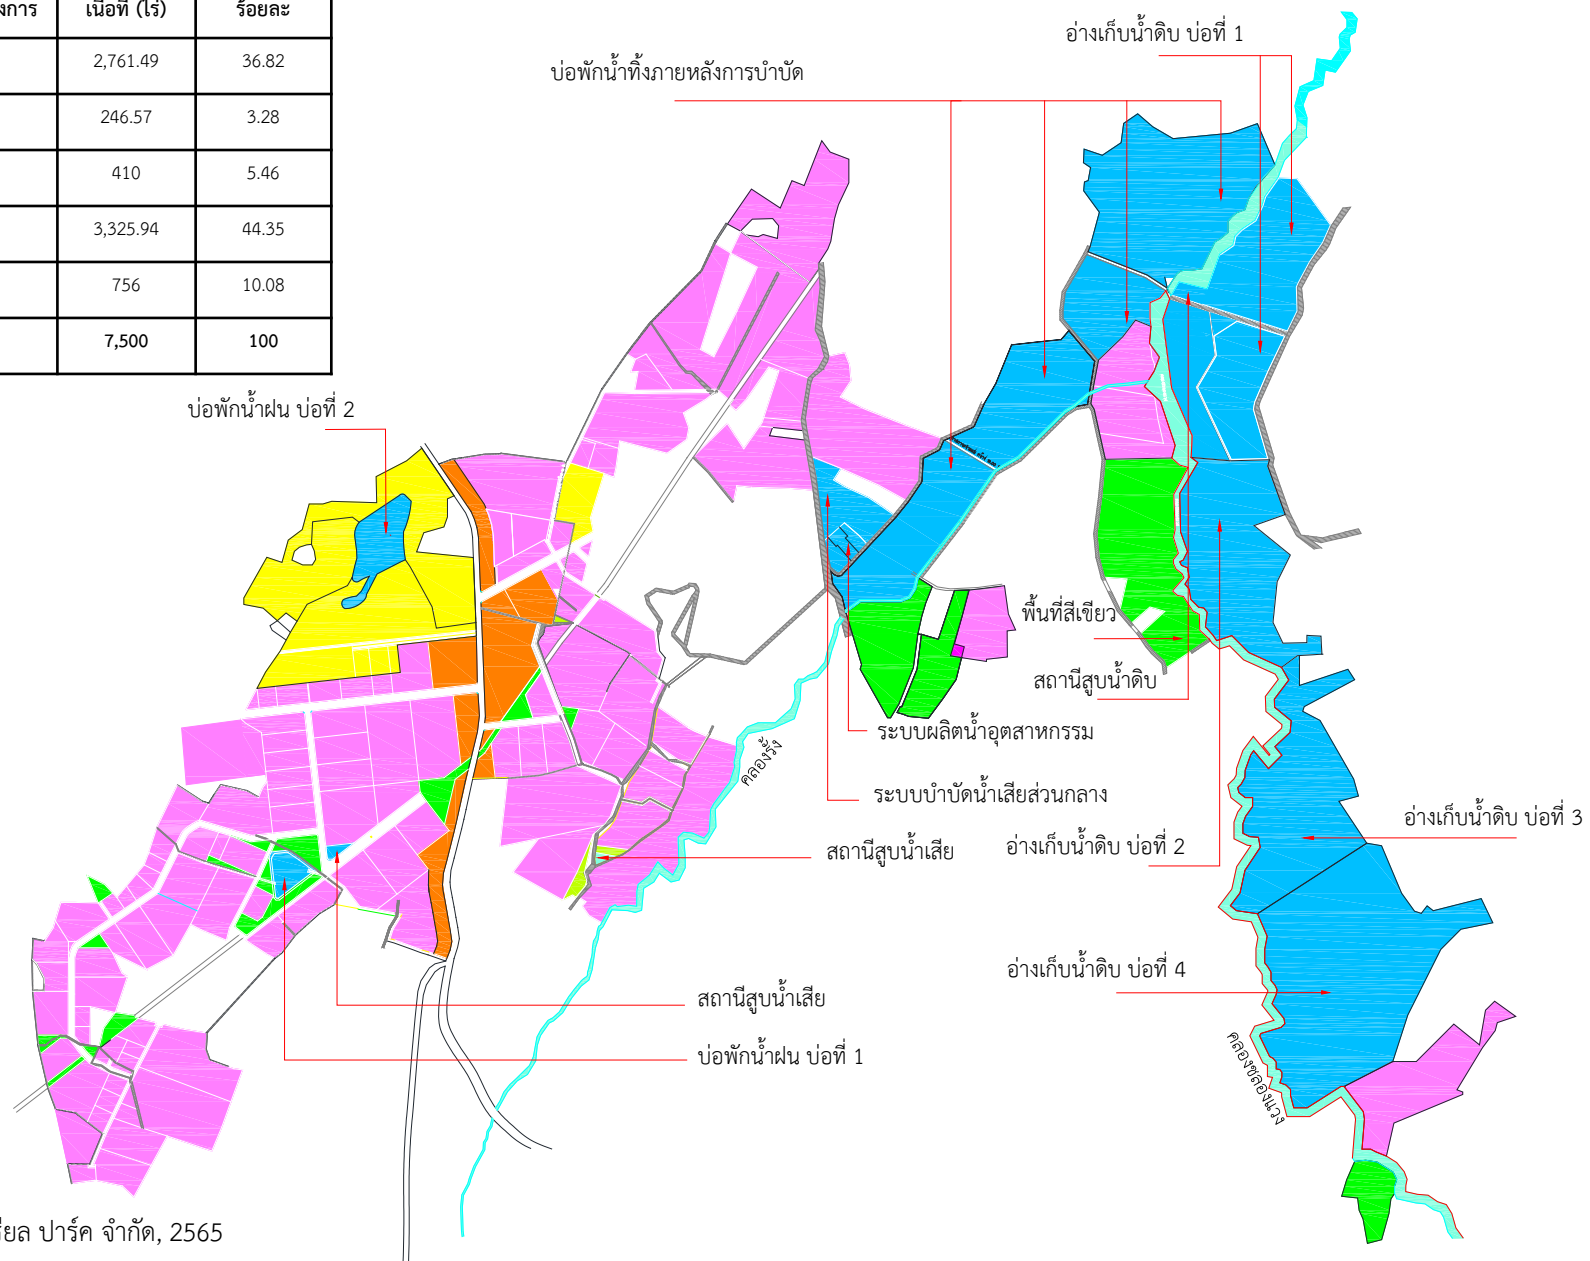 งการ เนื้อที่ (ไร่) ร้อยละ
2,761.49 36.82
246.57 3.28
410 5.46
3,325.94 44.35
756 10.08
7,500 100
อ่างเก็บน้ำดิบ บ่อที่ 1
บ่อพักน้ำทิ้งภายหลังการบำบัด
บ่อพักน้ำฝน บ่อที่ 2
พื้นที่สีเขียว
สถานีสูบน้ำดิบ
ระบบผลิตน้ำอุตสาหกรรม
คลองรั้ง
ระบบบำบัดน้ำเสียส่วนกลาง
อ่างเก็บน้ำดิบ บ่อที่ 3
สถานีสูบน้ำเสีย
อ่างเก็บน้ำดิบ บ่อที่ 2
อ่างเก็บน้ำดิบ บ่อที่ 4
สถานีสูบน้ำเสีย
บ่อพักน้ำฝน บ่อที่ 1
คลองชลองแวง
รียล ปาร์ค จำกัด, 2565